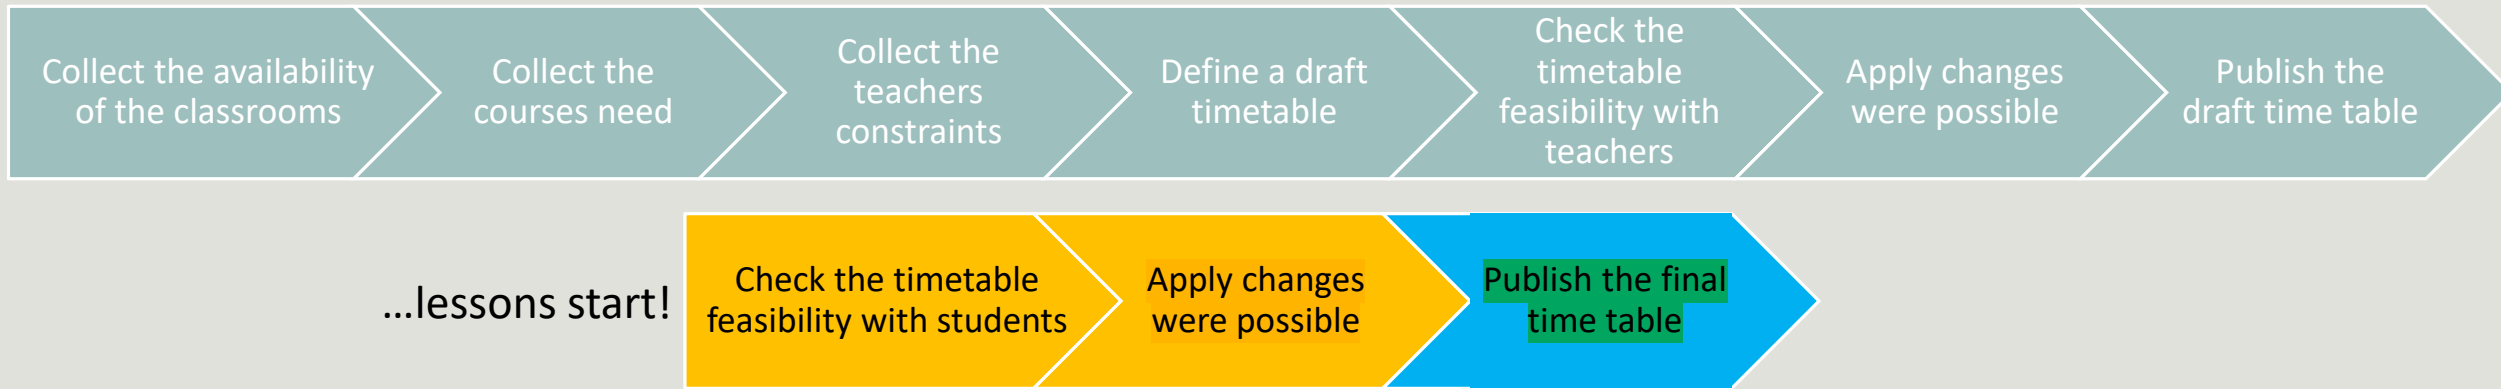 Collect the availability
of the classrooms
Collect the
courses need
Collect the
teachers
constraints
Define a draft
timetable
Check the
timetable
feasibility with
teachers
Apply changes
were possible
Publish the
draft time table
...lessons start!
Check the timetable
feasibility with students
Apply changes
were possible
Publish the final
time table